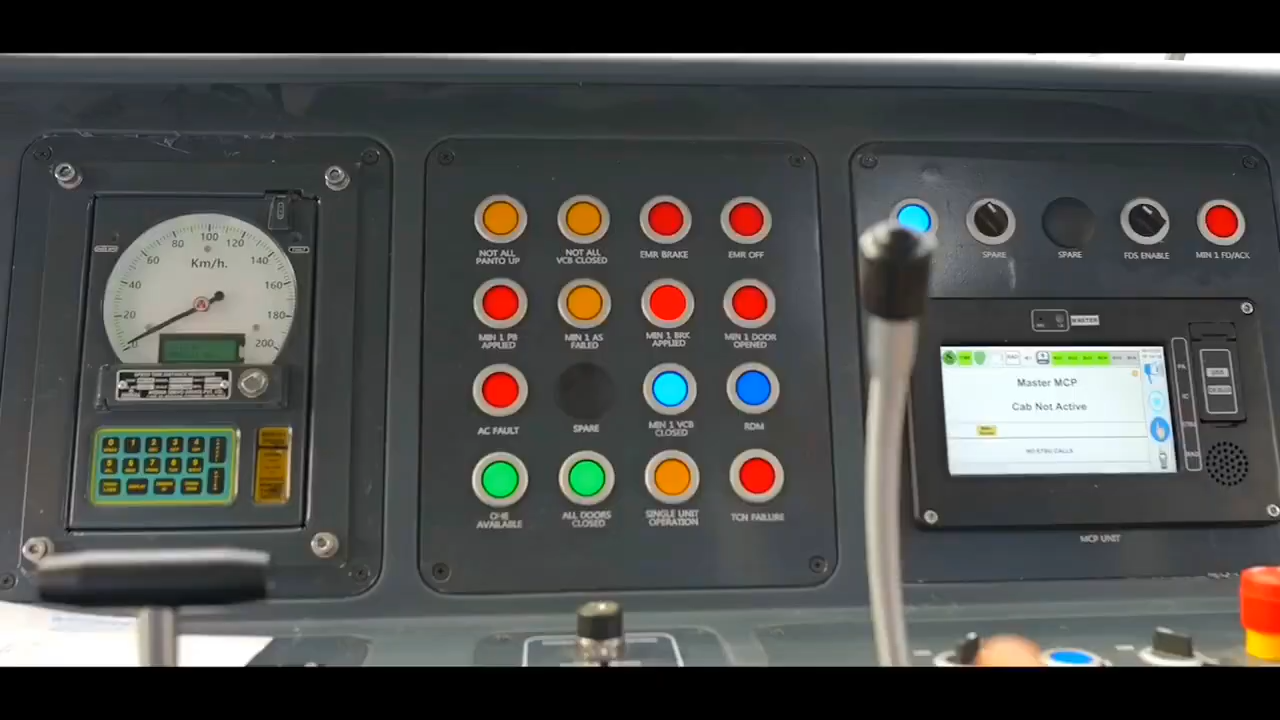 Km/h.
0
20
40
60
80
100
120
140
160
180
200
NOT ALL
PANTO UP
NOT ALL
VCB CLOSED
EMR BRAKE
EMR OFF
MIN 1 PB
APPLIED
MIN 1 AS
FAILED
MIN 1 BRK
APPLIED
MIN 1 DOOR
OPENED
AC FAULT
SPARE
MIN 1 VCB
CLOSED
RDM
OHE
AVAILABLE
ALL DOORS
CLOSED
SINGLE UNIT
OPERATION
TCN FAILURE
SPARE
SPARE
FDS ENABLE
MIN 1 FD/ACK
MASTER
Master MCP
Cab Not Active
NO ETBU CALLS
MCP UNIT